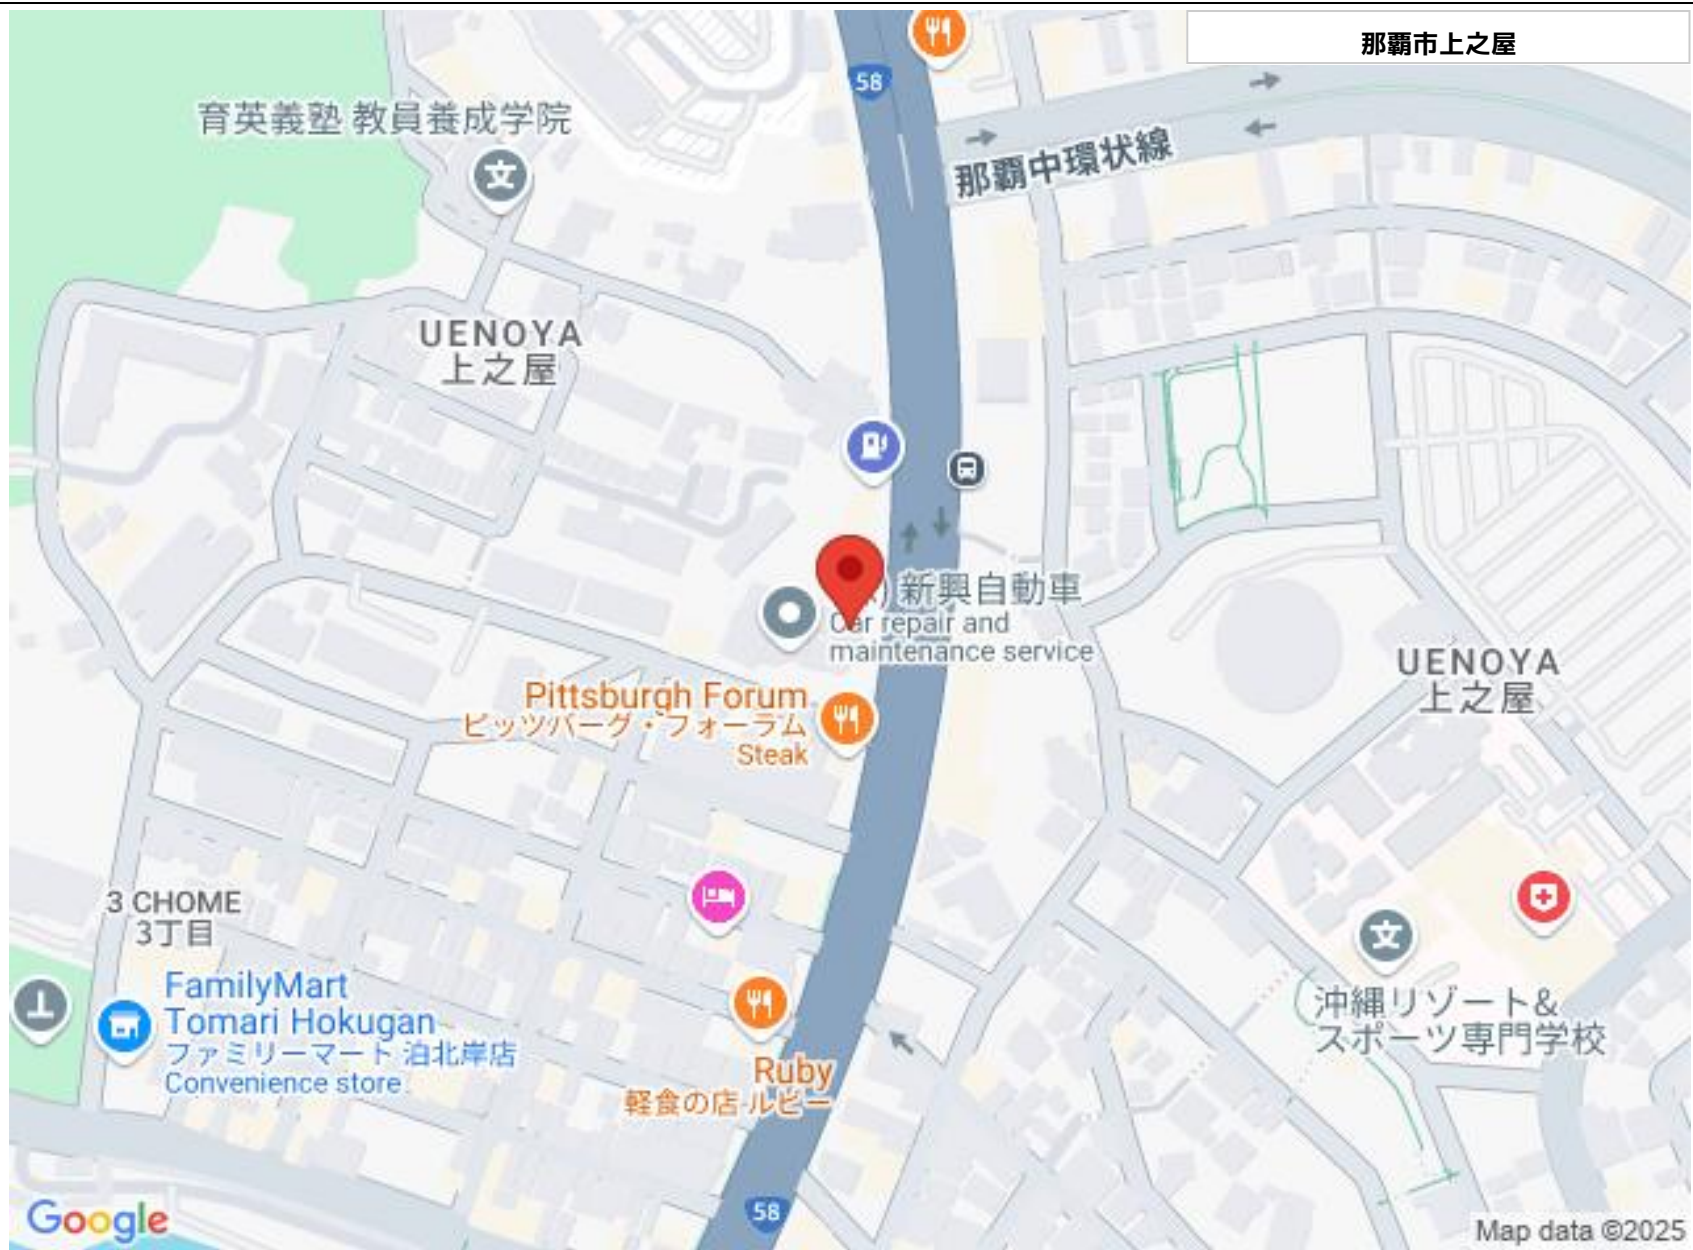 那覇市上之屋
58
育英義塾 教員養成学院
那覇中環状線
UENOYA
上之屋
新興自動車
Car repair and
maintenance service
UENOYA
上之屋
Pittsburgh Forum
ピッツバーグ・フォーラム
Steak
3 CHOME
3丁目
FamilyMart
Tomari Hokugan
ファミリーマート 泊北岸店
Convenience store
Ruby
軽食の店 ルビー
沖縄リゾート&
スポーツ専門学校
58
Google
Map data ©2025